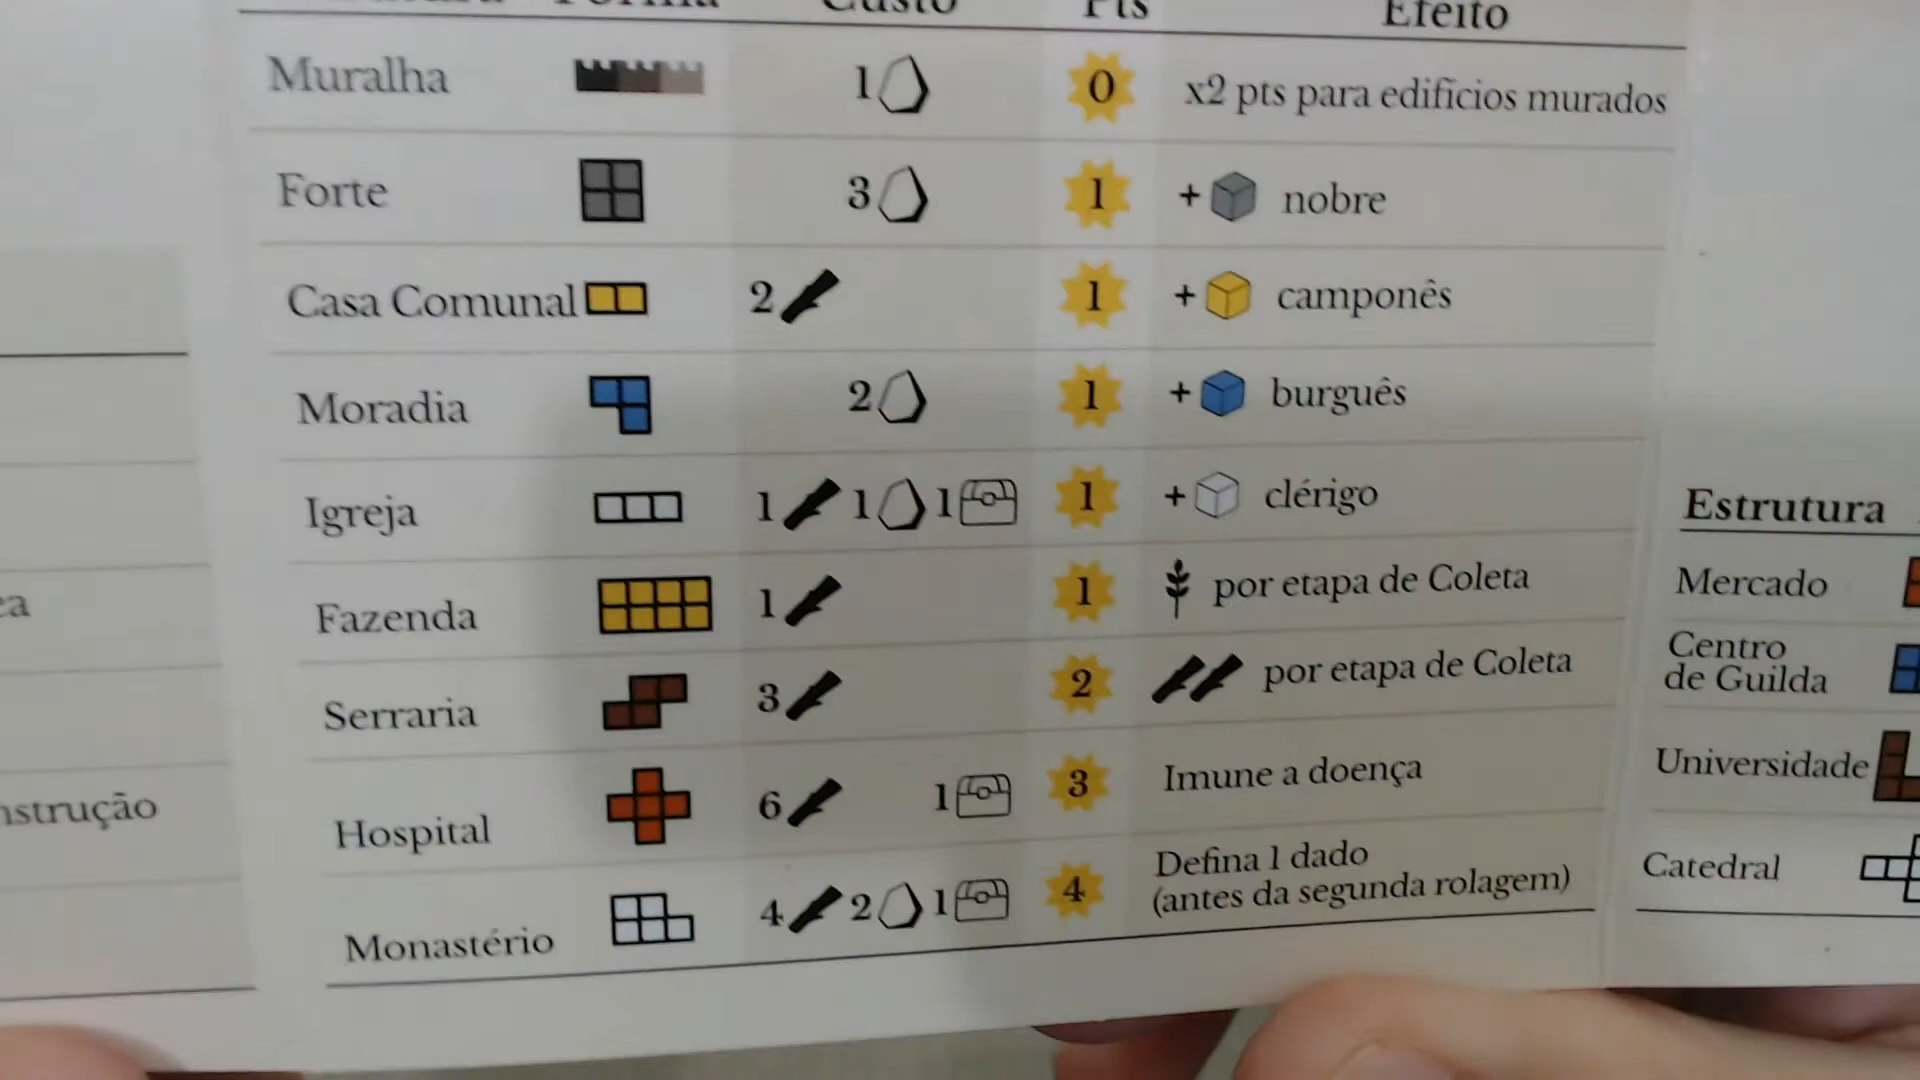 Custo Pts Efeito
Muralha 1 0 x2 pts para edifícios murados
Forte 3 1 + nobre
Casa Comunal 2 1 + camponês
Moradia 2 1 + burguês
Igreja 1 1 1 1 + clérigo
Fazenda 1 1 por etapa de Coleta
Serraria 3 2 por etapa de Coleta
Hospital 6 1 3 Imune a doença
Monastério 4 2 1 4 Defina 1 dado
(antes da segunda rolagem)
Estrutura
Mercado
Centro
de Guilda
Universidade
Catedral